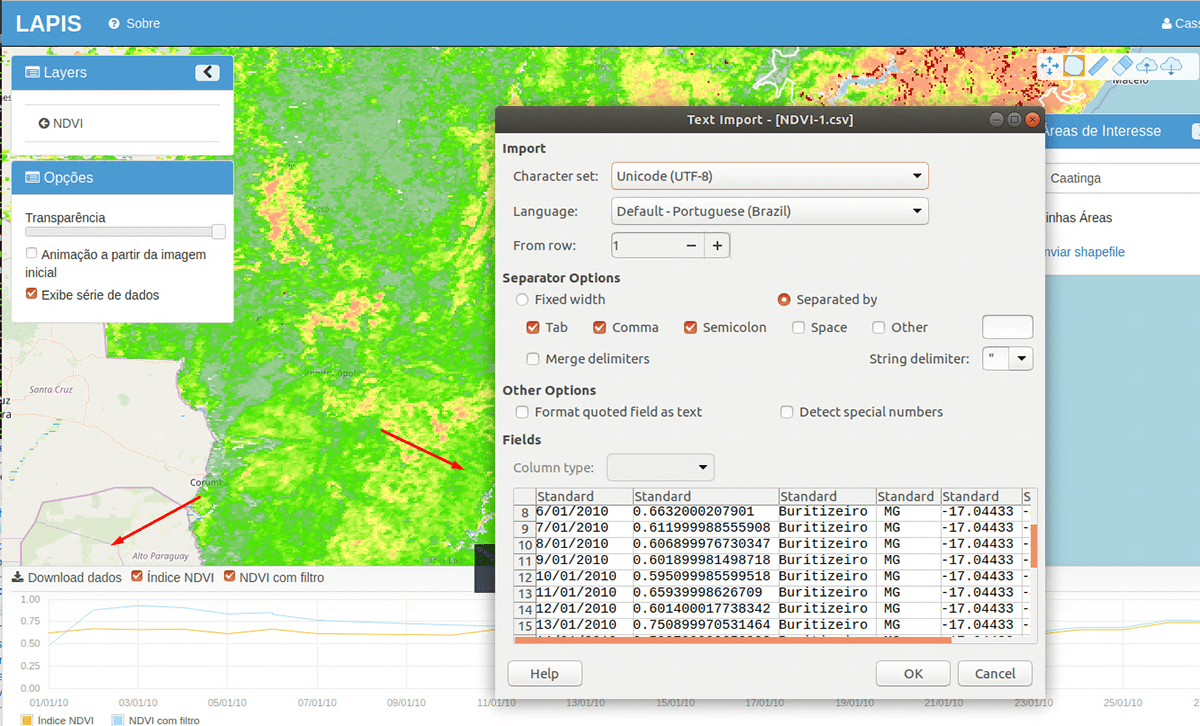 LAPIS Sobre
Layers
NDVI
Opções
Transparência
Animação a partir da imagem
inicial
Exibe série de dados
Santa Cruz
Alto Paraguay
Maceió
Áreas de Interesse
Caatinga
inhas Áreas
nviar shapefile
Text Import - [NDVI-1.csv]
Import
Character set: Unicode (UTF-8)
Language: Default - Portuguese (Brazil)
From row: 1
Separator Options
Fixed width Separated by
Tab Comma Semicolon Space Other
Merge delimiters String delimiter: "
Other Options
Format quoted field as text Detect special numbers
Fields
Column type:
Standard Standard Standard Standard Standard S
8 6/01/2010 0.6632000207901 Buritizeiro MG -17.04433 -
9 7/01/2010 0.611999988555908 Buritizeiro MG -17.04433 -
10 8/01/2010 0.606899976730347 Buritizeiro MG -17.04433 -
11 9/01/2010 0.601899981498718 Buritizeiro MG -17.04433 -
12 10/01/2010 0.595099985599518 Buritizeiro MG -17.04433 -
13 11/01/2010 0.65939998626709 Buritizeiro MG -17.04433 -
14 12/01/2010 0.601400017738342 Buritizeiro MG -17.04433 -
15 13/01/2010 0.750899970531464 Buritizeiro MG -17.04433 -
Help OK Cancel
Download dados Índice NDVI NDVI com filtro
1.00
0.75
0.50
0.25
0.00
01/01/10 03/01/10 05/01/10 07/01/10 09/01/10 11/01/10 13/01/10 15/01/10 17/01/10 19/01/10 21/01/10 23/01/10 25/01/10
Índice NDVI NDVI com filtro